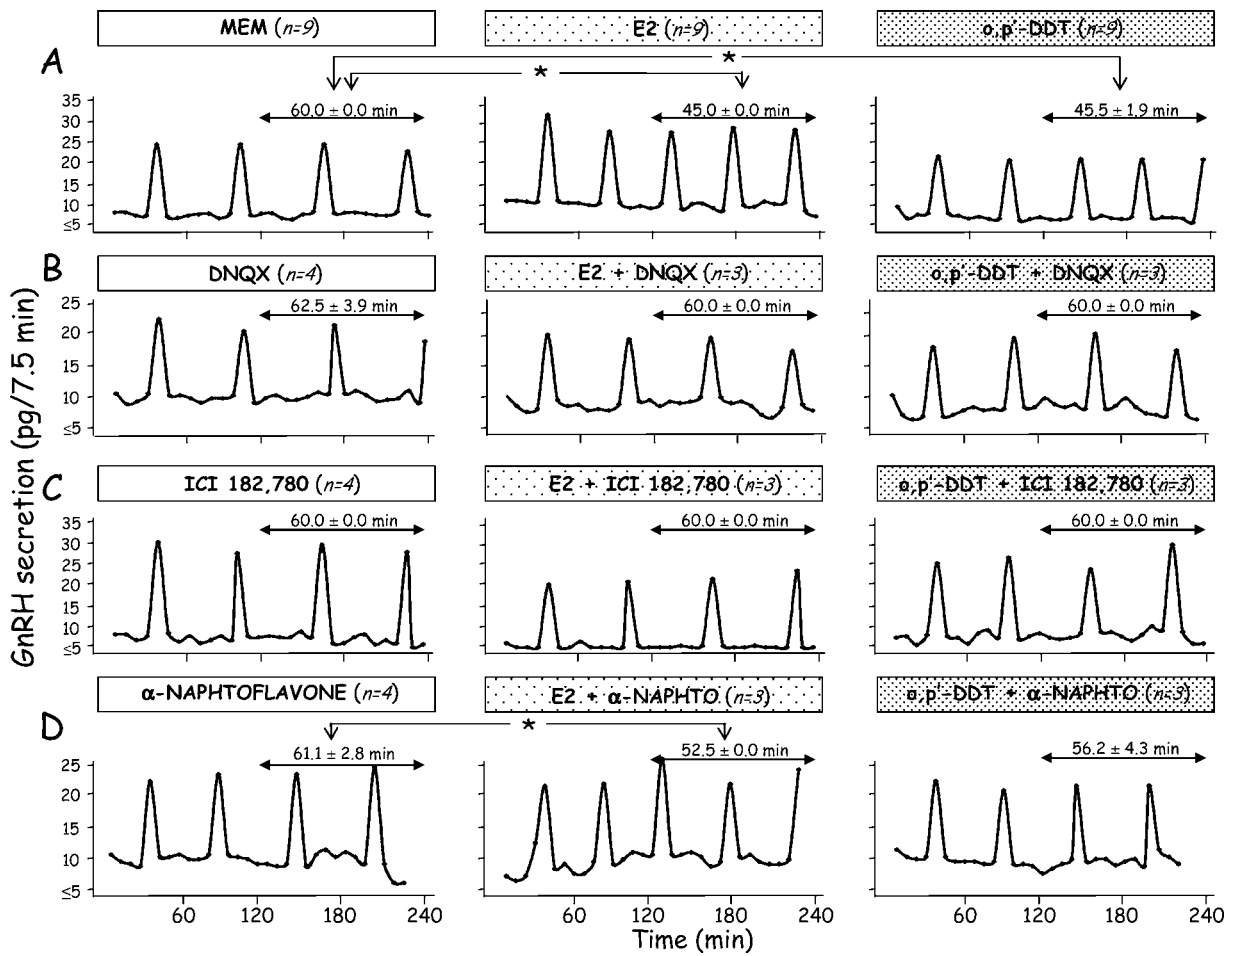 MEM (n=9) E2 (n=9) o,p'-DDT (n=9)
A
* *
60.0 ± 0.0 min 45.0 ± 0.0 min 45.5 ± 1.9 min
35
30
25
20
15
10
≤5
B
DNQX (n=4) E2 + DNQX (n=3) o,p'-DDT + DNQX (n=3)
62.5 ± 3.9 min 60.0 ± 0.0 min 60.0 ± 0.0 min
25
20
15
10
≤5
GnRH secretion (pg/7.5 min)
C
ICI 182,780 (n=4) E2 + ICI 182,780 (n=3) o,p'-DDT + ICI 182,780 (n=3)
60.0 ± 0.0 min 60.0 ± 0.0 min 60.0 ± 0.0 min
35
30
25
20
15
10
≤5
α-NAPHTOFLAVONE (n=4) E2 + α-NAPHTO (n=3) o,p'-DDT + α-NAPHTO (n=3)
D
*
61.1 ± 2.8 min 52.5 ± 0.0 min 56.2 ± 4.3 min
25
20
15
10
≤5
60 120 180 240 60 120 180 240 60 120 180 240
Time (min)